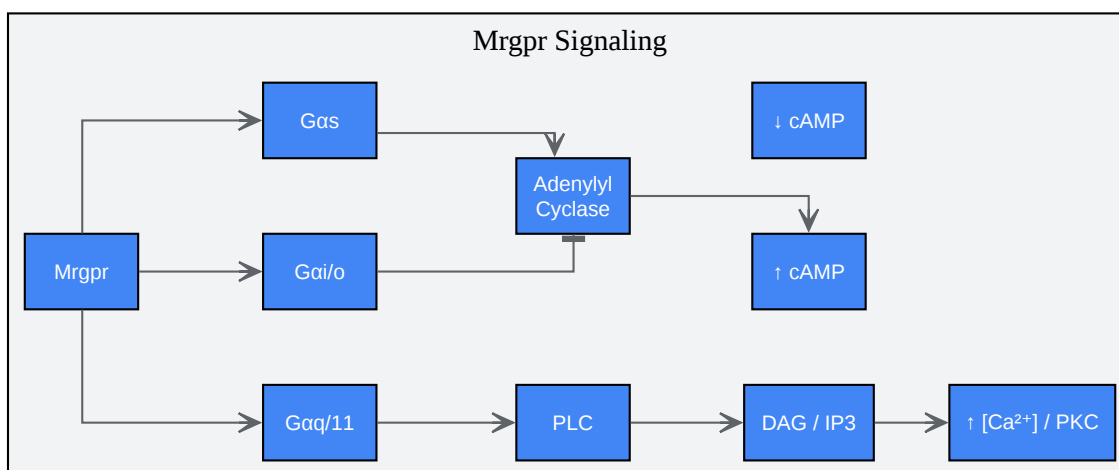 Mrgpr Signaling
Gαs
↓ cAMP
Adenylyl
Cyclase
Mrgpr
Gαi/o
↑ cAMP
Gαq/11
PLC
DAG / IP3
↑ [Ca²⁺] / PKC